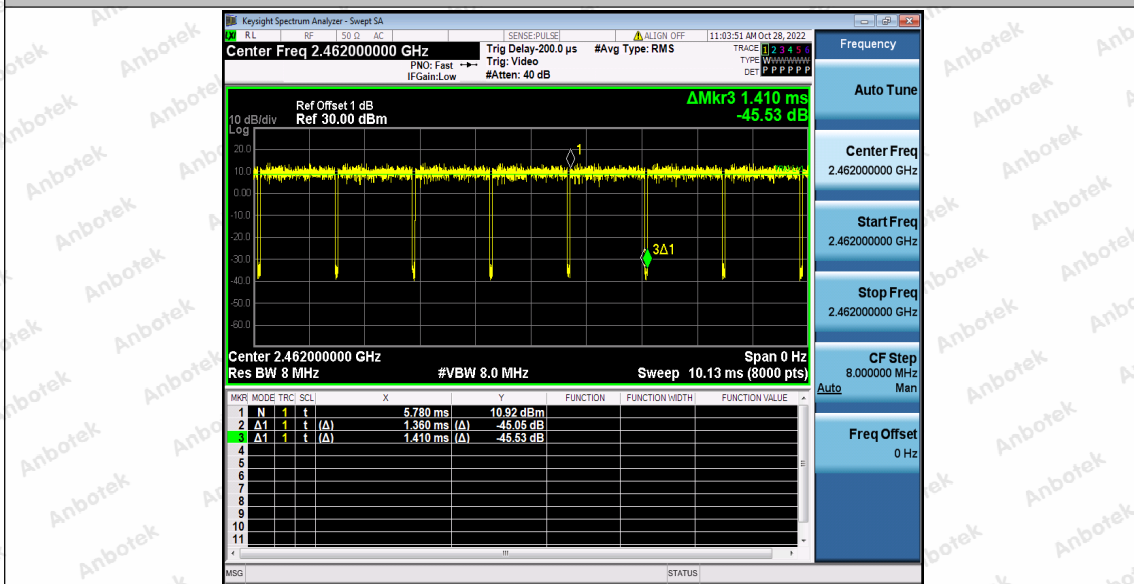 Keysight Spectrum Analyzer - Swept SA
RL RF 50 Ω AC SENSE:PULSE ALIGN OFF 11:03:51 AM Oct 28, 2022
Center Freq 2.462000000 GHz
PNO: Fast
IFGain:Low
Trig Delay-200.0 µs
Trig: Video
#Atten: 40 dB
#Avg Type: RMS
TRACE 1 2 3 4 5 6
TYPE WWWWWW
DET P P P P P P
Frequency
Auto Tune
Center Freq
2.462000000 GHz
Start Freq
2.462000000 GHz
Stop Freq
2.462000000 GHz
CF Step
8.000000 MHz
Auto Man
Freq Offset
0 Hz
ΔMkr3 1.410 ms
-45.53 dB
Ref Offset 1 dB
10 dB/div Ref 30.00 dBm
Log
20.0
10.0
0.00
-10.0
-20.0
-30.0
-40.0
-50.0
-60.0
1
3Δ1
Center 2.462000000 GHz Span 0 Hz
Res BW 8 MHz #VBW 8.0 MHz Sweep 10.13 ms (8000 pts)
MKR MODE TRC SCL X Y FUNCTION FUNCTION WIDTH FUNCTION VALUE
1 N 1 t 5.780 ms 10.92 dBm
2 Δ1 1 t (Δ) 1.360 ms (Δ) -45.05 dB
3 Δ1 1 t (Δ) 1.410 ms (Δ) -45.53 dB
4
5
6
7
8
9
10
11
MSG STATUS
Anbotek